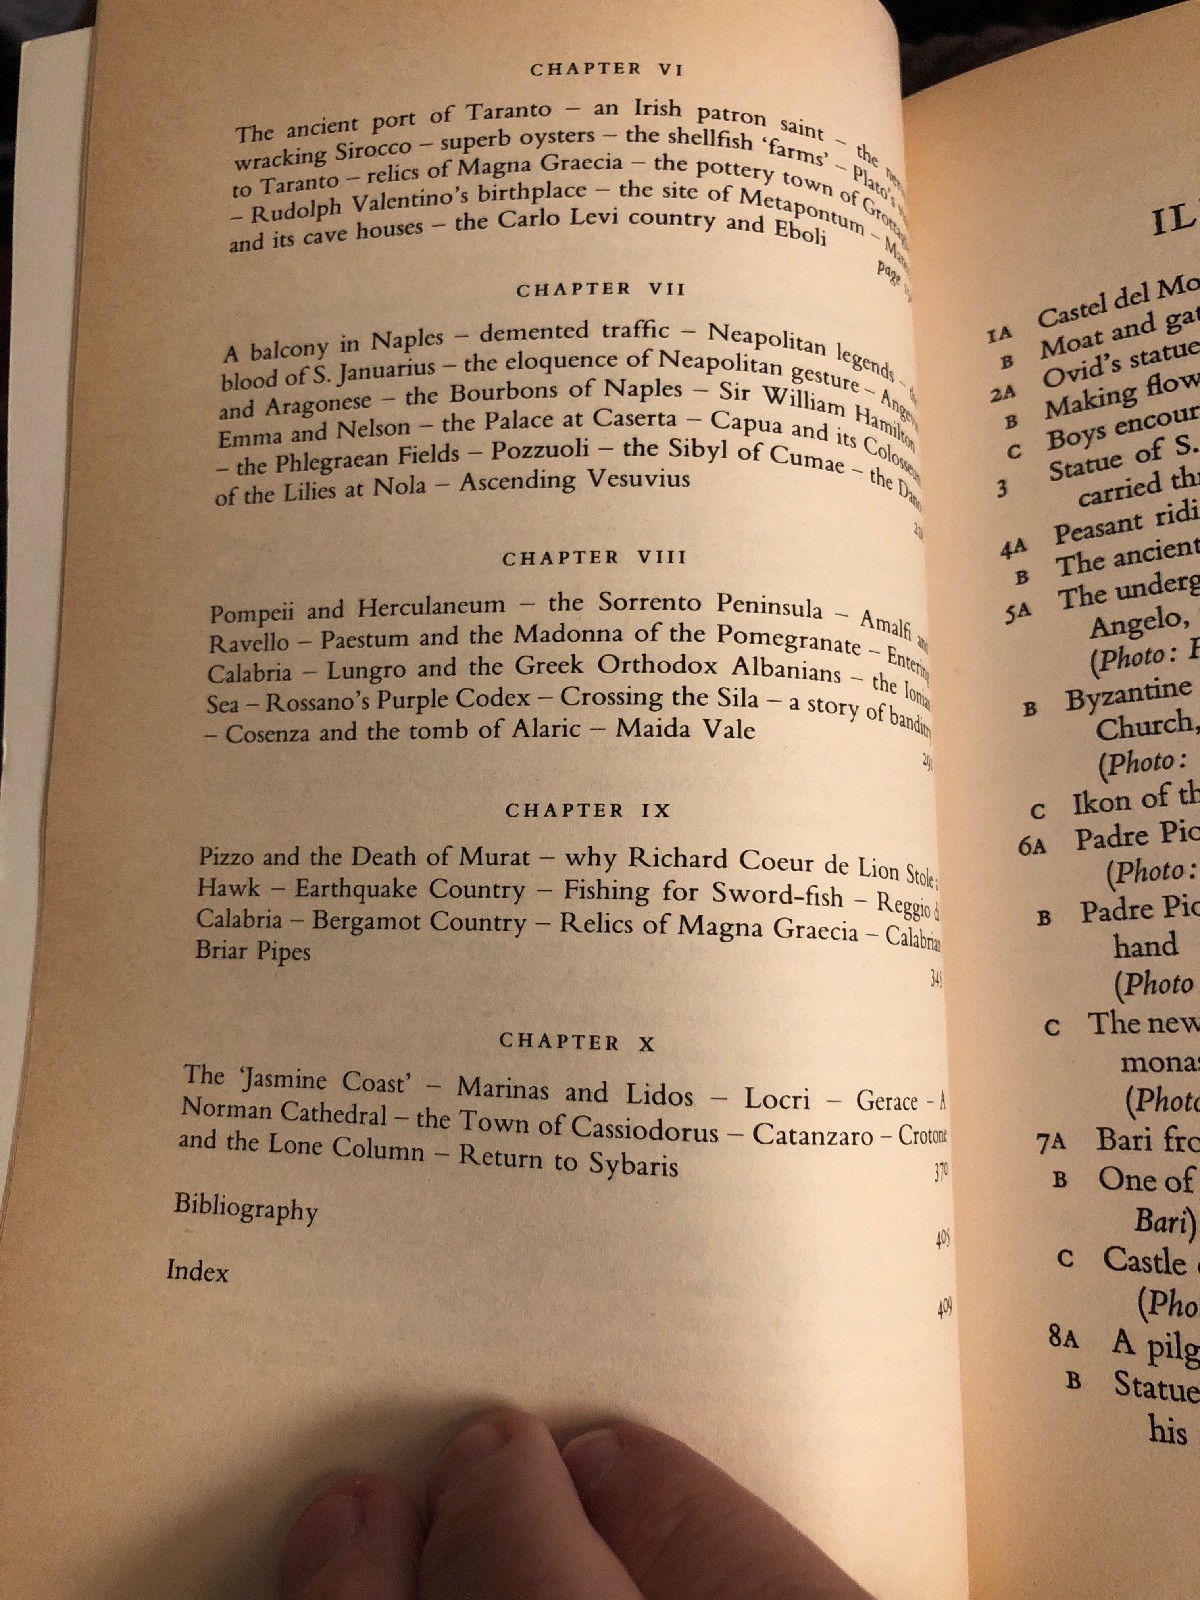 CHAPTER VI
The ancient port of Taranto – an Irish patron saint – the
wracking Sirocco – superb oysters – the shellfish 'farms' – Plato's
to Taranto – relics of Magna Graecia – the pottery town of
– Rudolph Valentino's birthplace – the site of Metapontum –
and its cave houses – the Carlo Levi country and Eboli
page
CHAPTER VII
A balcony in Naples – demented traffic – Neapolitan legends –
blood of S. Januarius – the eloquence of Neapolitan gesture –
and Aragonese – the Bourbons of Naples – Sir William Hamilton
Emma and Nelson – the Palace at Caserta – Capua and its
– the Phlegraean Fields – Pozzuoli – the Sibyl of Cumae – the
of the Lilies at Nola – Ascending Vesuvius
CHAPTER VIII
Pompeii and Herculaneum – the Sorrento Peninsula – Amalfi and
Ravello – Paestum and the Madonna of the Pomegranate – Entering
Calabria – Lungro and the Greek Orthodox Albanians – the
Sea – Rossano's Purple Codex – Crossing the Sila – a story of
– Cosenza and the tomb of Alaric – Maida Vale
CHAPTER IX
Pizzo and the Death of Murat – why Richard Coeur de Lion Stole
Hawk – Earthquake Country – Fishing for Sword-fish – Reggio
Calabria – Bergamot Country – Relics of Magna Graecia – Calabrian
Briar Pipes
345
CHAPTER X
The 'Jasmine Coast' – Marinas and Lidos – Locri – Gerace – A
Norman Cathedral – the Town of Cassiodorus – Catanzaro – Crotone
and the Lone Column – Return to Sybaris
370
Bibliography
405
Index
409
1A Castel del
B Moat and
2A Ovid's statue
B Making
C Boys
3 Statue of S.
carried
4A Peasant
B The ancient
5A The
Angelo,
(Photo:
B Byzantine
Church,
(Photo:
C Ikon of
6A Padre
(Photo:
B Padre
hand
(Photo
C The new
7A Bari
B One of
Bari)
C Castle
8A A
B Statue
his